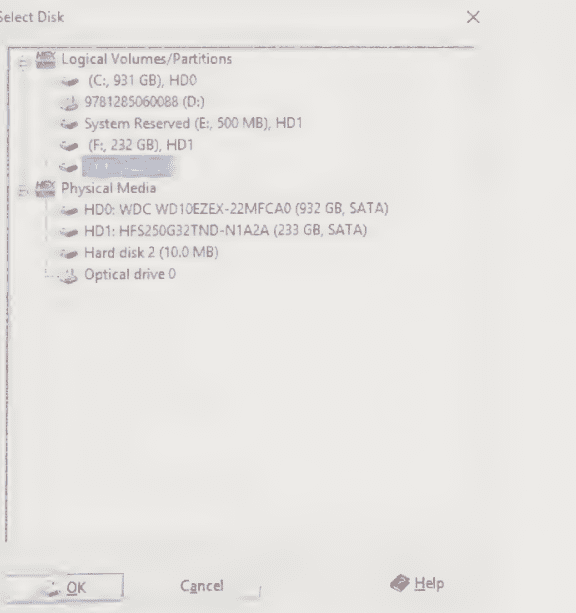 Select Disk
Logical Volumes/Partitions
(C:, 931 GB), HD0
9781285060088 (D:)
System Reserved (E:, 500 MB), HD1
(F:, 232 GB), HD1
Physical Media
HD0: WDC WD10EZEX-22MFCA0 (932 GB, SATA)
HD1: HFS250G32TND-N1A2A (233 GB, SATA)
Hard disk 2 (10.0 MB)
Optical drive 0
OK
Cancel
Help